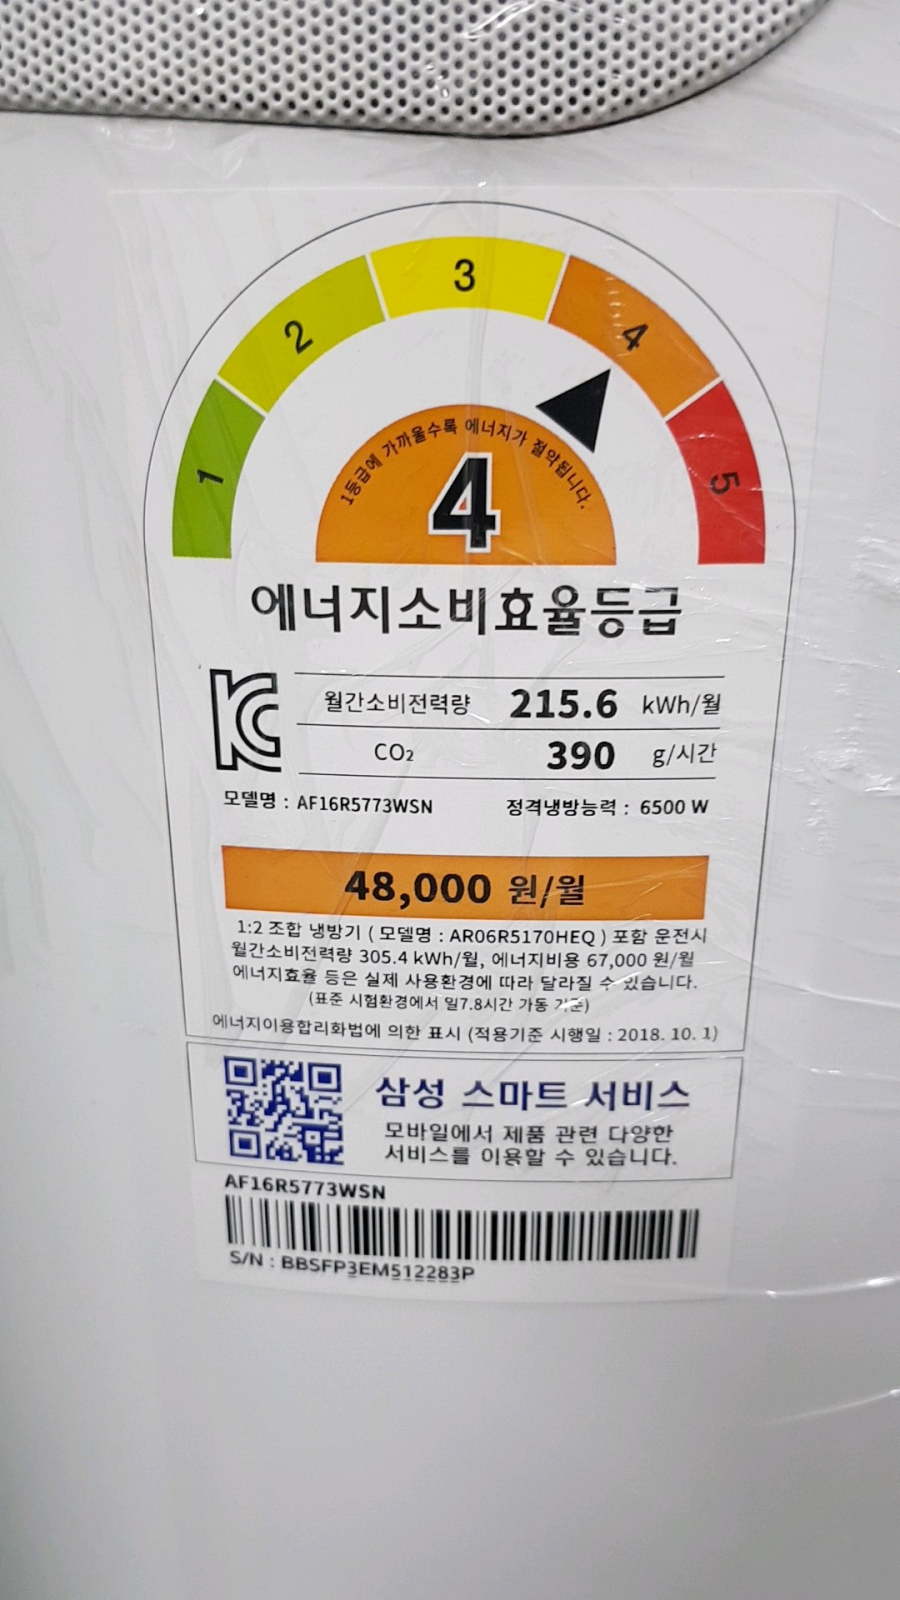 1
2
3
4
5
1등급에 가까울수록 에너지가 절약됩니다.
4
에너지소비효율등급
월간소비전력량 215.6 kWh/월
CO₂ 390 g/시간
모델명 : AF16R5773WSN 정격냉방능력 : 6500 W
48,000 원/월
1:2 조합 냉방기 ( 모델명 : AR06R5170HEQ ) 포함 운전시
월간소비전력량 305.4 kWh/월, 에너지비용 67,000 원/월
에너지효율 등은 실제 사용환경에 따라 달라질 수 있습니다.
(표준 시험환경에서 일7.8시간 가동 기준)
에너지이용합리화법에 의한 표시 (적용기준 시행일 : 2018. 10. 1)
삼성 스마트 서비스
모바일에서 제품 관련 다양한
서비스를 이용할 수 있습니다.
AF16R5773WSN
S/N : BBSFP3EM512283P